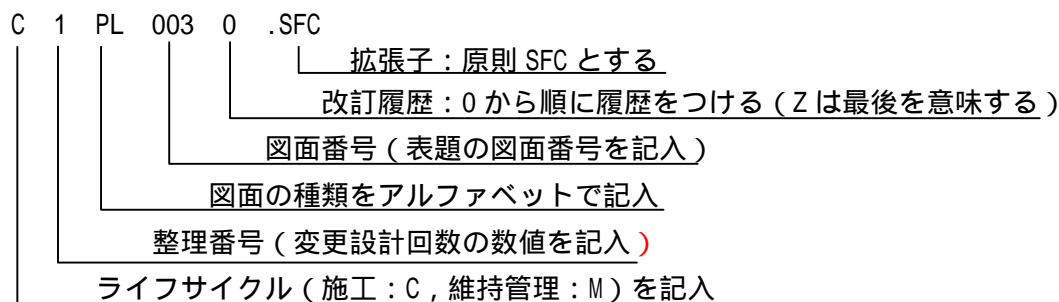 C 1 PL 003 0 .SFC
拡張子：原則 SFC とする
改訂履歴：0 から順に履歴をつける（Z は最後を意味する）
図面番号（表題の図面番号を記入）
図面の種類をアルファベットで記入
整理番号（変更設計回数の数値を記入）
ライフサイクル（施工：C，維持管理：M）を記入